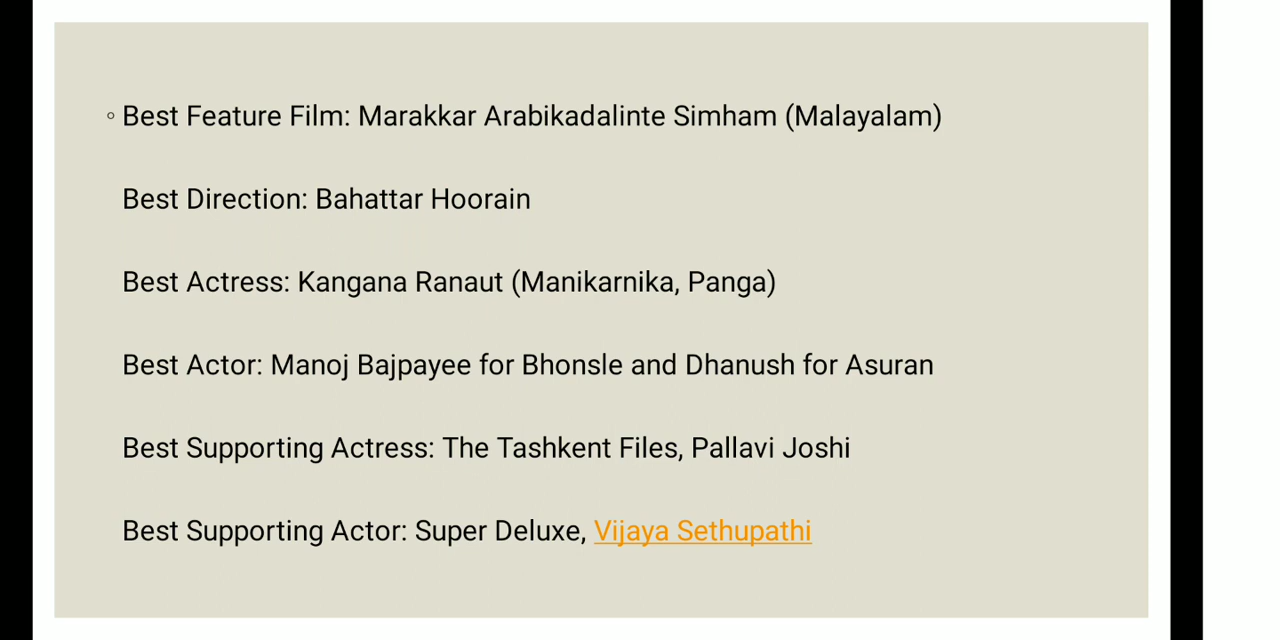 ◦ Best Feature Film: Marakkar Arabikadalinte Simham (Malayalam)
Best Direction: Bahattar Hoorain
Best Actress: Kangana Ranaut (Manikarnika, Panga)
Best Actor: Manoj Bajpayee for Bhonsle and Dhanush for Asuran
Best Supporting Actress: The Tashkent Files, Pallavi Joshi
Best Supporting Actor: Super Deluxe, Vijaya Sethupathi